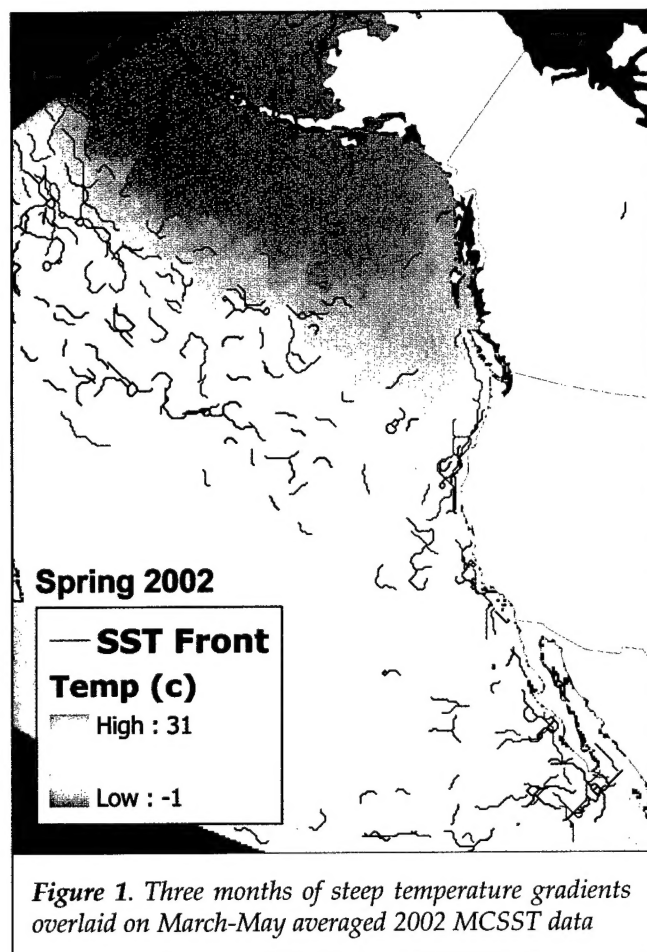 Spring 2002
SST Front
Temp (c)
High : 31
Low : -1
Figure 1. Three months of steep temperature gradients
overlaid on March-May averaged 2002 MCSST data